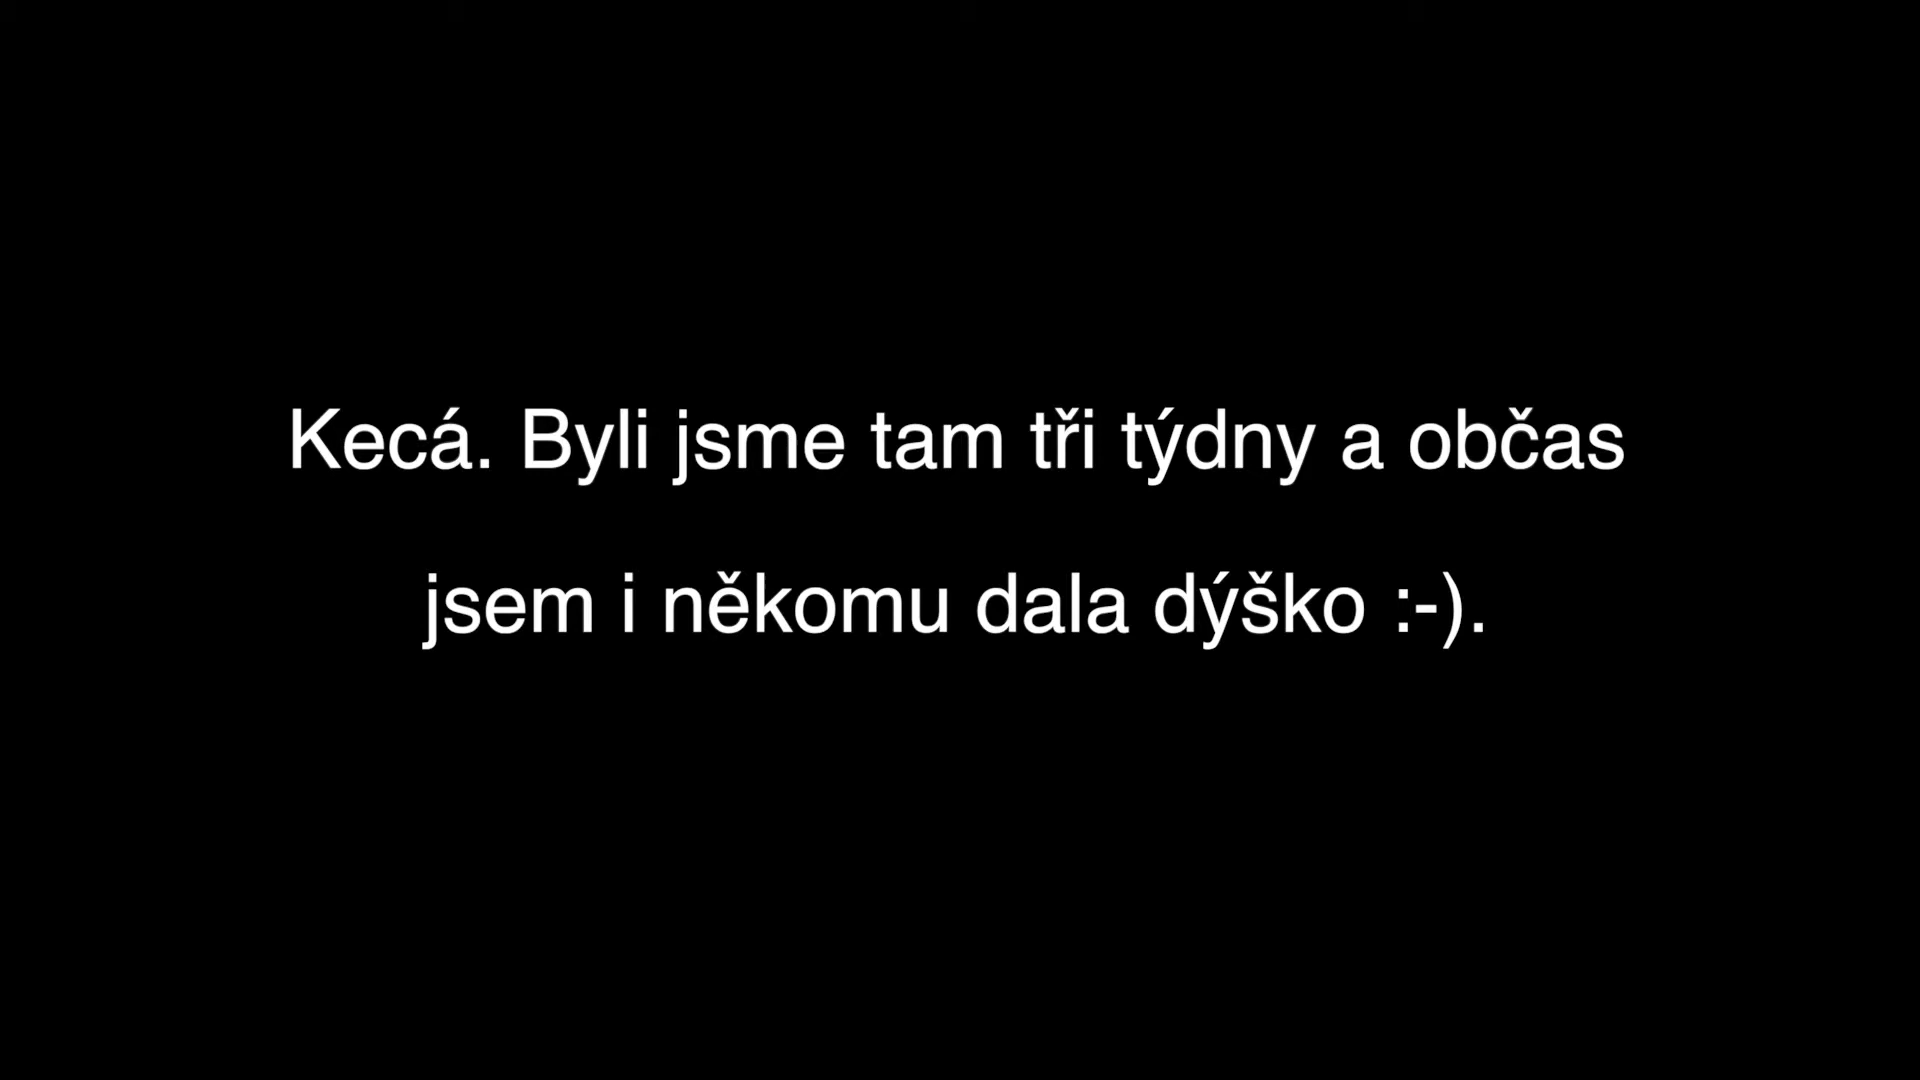 Kecá. Byli jsme tam tři týdny a občas
jsem i někomu dala dýško :-).